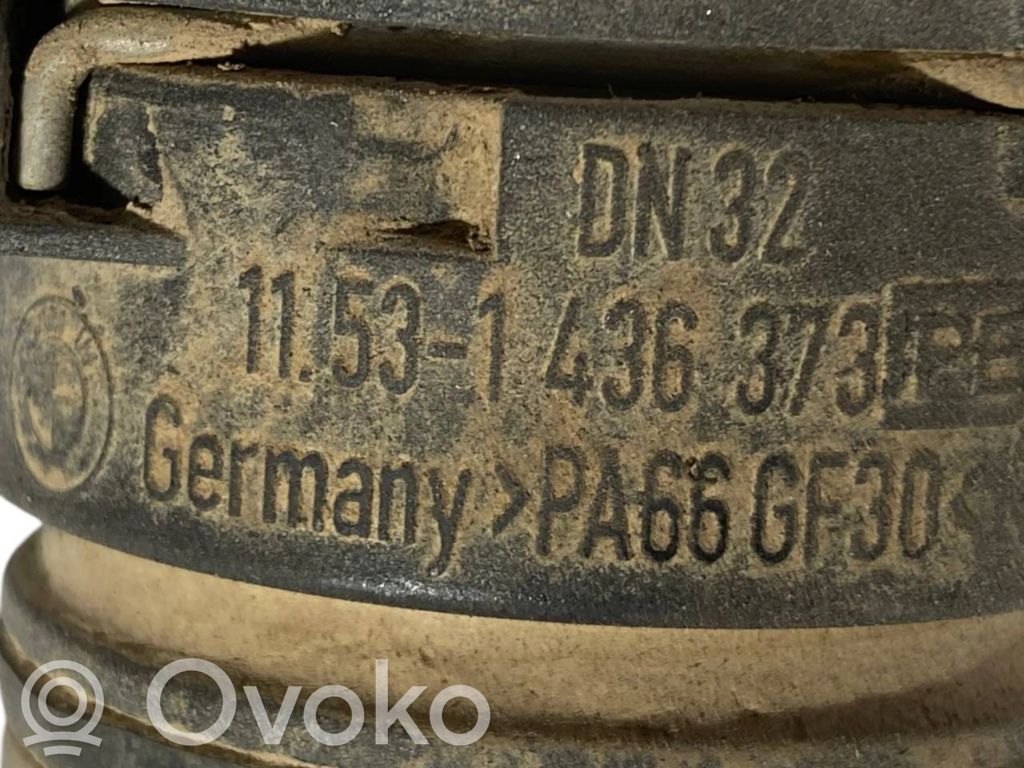 DN 32
11.53-1 436 373
Germany >PA66 GF30<
Ovoko